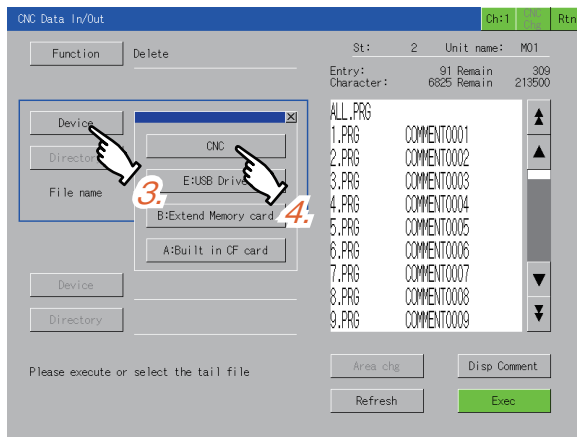 CNC Data In/Out Ch:1 CNC Chg Rtn
Function Delete
St: 2 Unit name: M01
Entry: 91 Remain 309
Character: 6825 Remain 213500
Device
Directory
File name
CNC
E:USB Drive
B:Extend Memory card
A:Built in CF card
3.
4.
ALL.PRG
1.PRG COMMENT0001
2.PRG COMMENT0002
3.PRG COMMENT0003
4.PRG COMMENT0004
5.PRG COMMENT0005
6.PRG COMMENT0006
7.PRG COMMENT0007
8.PRG COMMENT0008
9.PRG COMMENT0009
Device
Directory
Please execute or select the tail file
Area chg Disp Comment
Refresh Exec